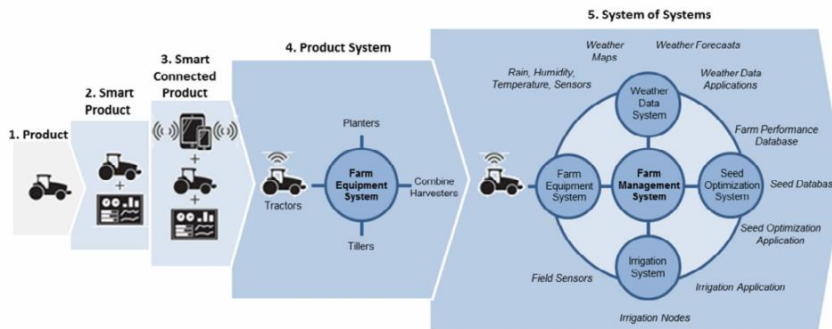 1. Product
2. Smart
Product
3. Smart
Connected
Product
4. Product System
Planters
Tractors
Farm
Equipment
System
Combine
Harvesters
Tillers
5. System of Systems
Weather
Maps
Weather Forecasts
Rain, Humidity,
Temperature, Sensors
Weather Data
Applications
Weather
Data
System
Farm Performance
Database
Farm
Equipment
System
Farm
Management
System
Seed
Optimization
System
Seed Databas
Seed Optimization
Application
Irrigation
System
Field Sensors
Irrigation Application
Irrigation Nodes